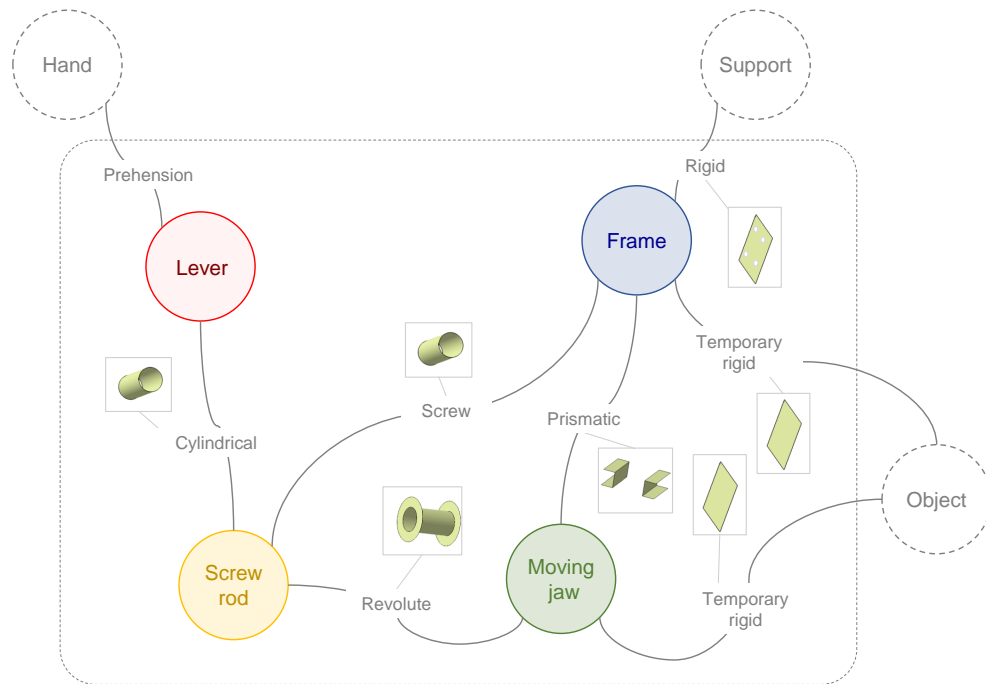 Hand
Support
Prehension
Rigid
Lever
Frame
Temporary
rigid
Screw
Prismatic
Cylindrical
Object
Screw
rod
Moving
jaw
Revolute
Temporary
rigid